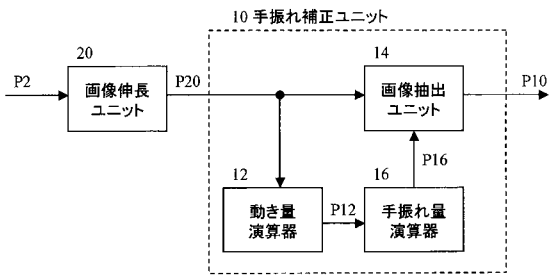 10 手振れ補正ユニット
20
14
P2
画像伸長
ユニット
P20
画像抽出
ユニット
P10
P16
12
16
動き量
演算器
P12
手振れ量
演算器